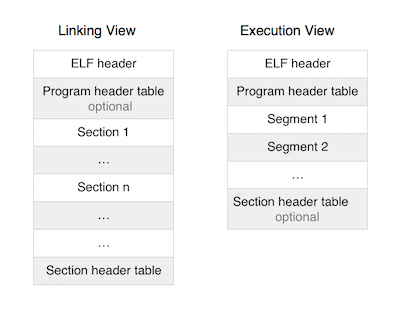 Linking View
ELF header
Program header table
optional
Section 1
...
Section n
...
...
Section header table
Execution View
ELF header
Program header table
Segment 1
Segment 2
...
Section header table
optional